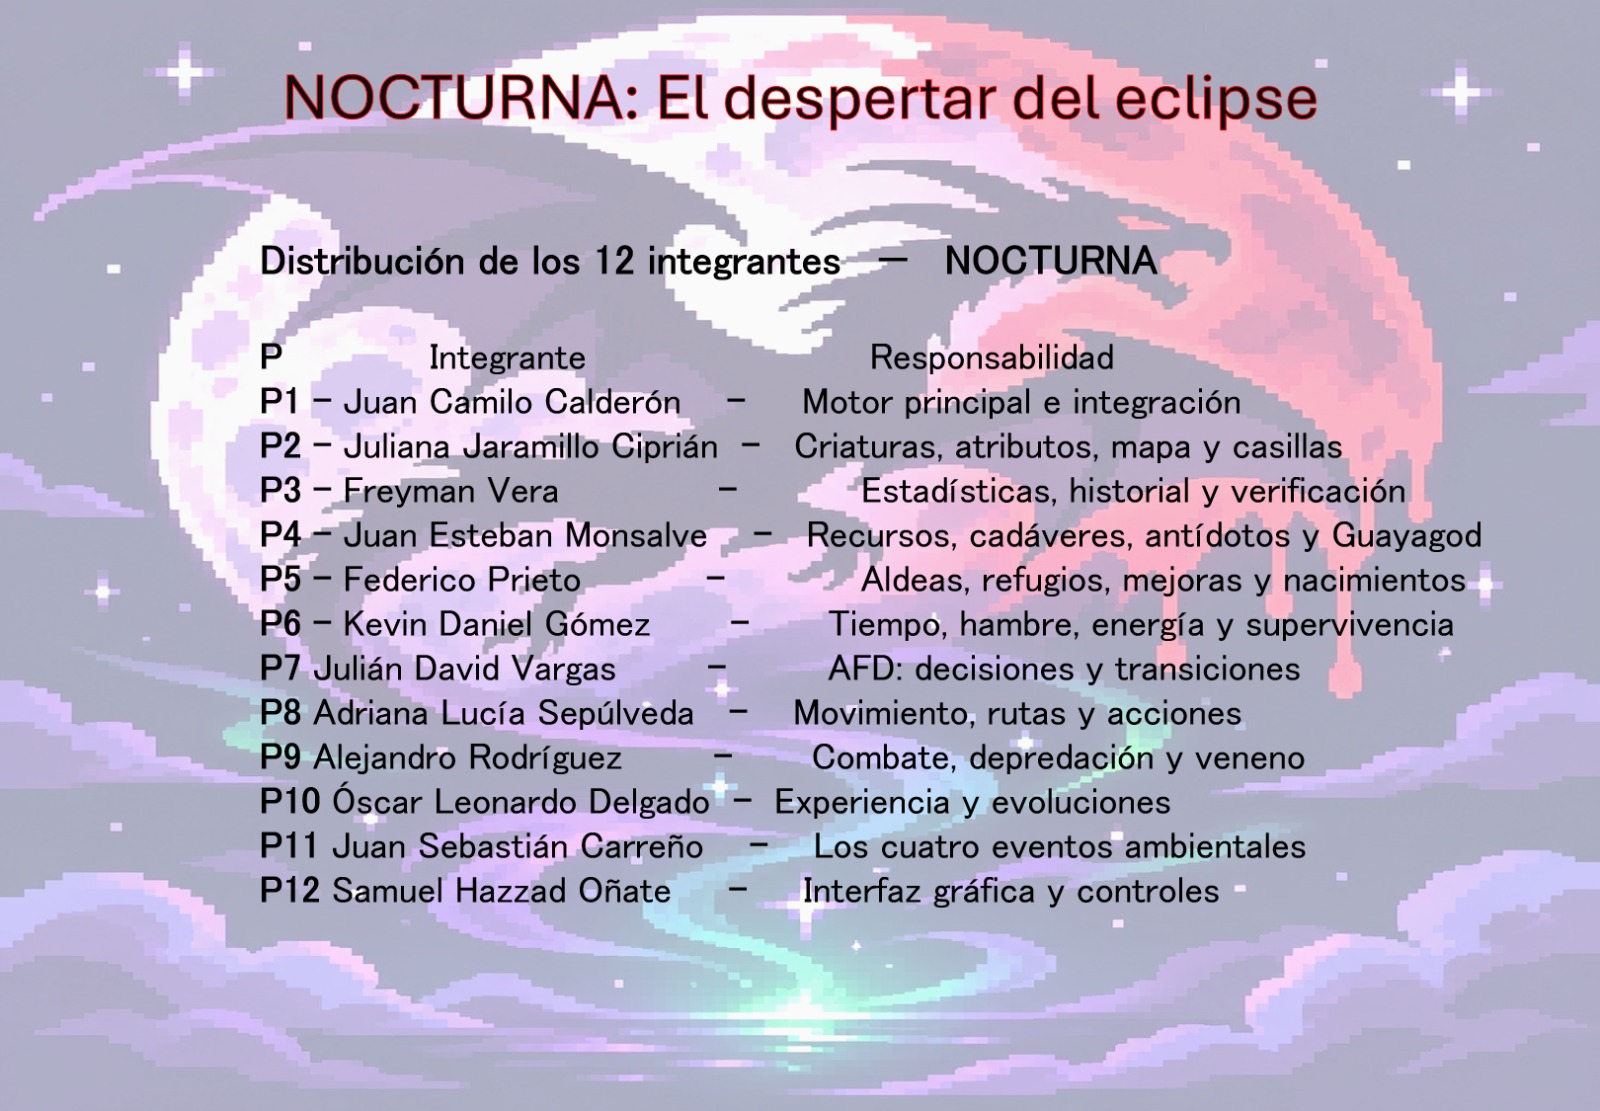 NOCTURNA: El despertar del eclipse
Distribución de los 12 integrantes — NOCTURNA
P Integrante Responsabilidad
P1 – Juan Camilo Calderón – Motor principal e integración
P2 – Juliana Jaramillo Ciprián – Criaturas, atributos, mapa y casillas
P3 – Freyman Vera – Estadísticas, historial y verificación
P4 – Juan Esteban Monsalve – Recursos, cadáveres, antídotos y Guayagod
P5 – Federico Prieto – Aldeas, refugios, mejoras y nacimientos
P6 – Kevin Daniel Gómez – Tiempo, hambre, energía y supervivencia
P7 Julián David Vargas – AFD: decisiones y transiciones
P8 Adriana Lucía Sepúlveda – Movimiento, rutas y acciones
P9 Alejandro Rodríguez – Combate, depredación y veneno
P10 Óscar Leonardo Delgado – Experiencia y evoluciones
P11 Juan Sebastián Carreño – Los cuatro eventos ambientales
P12 Samuel Hazzad Oñate – Interfaz gráfica y controles